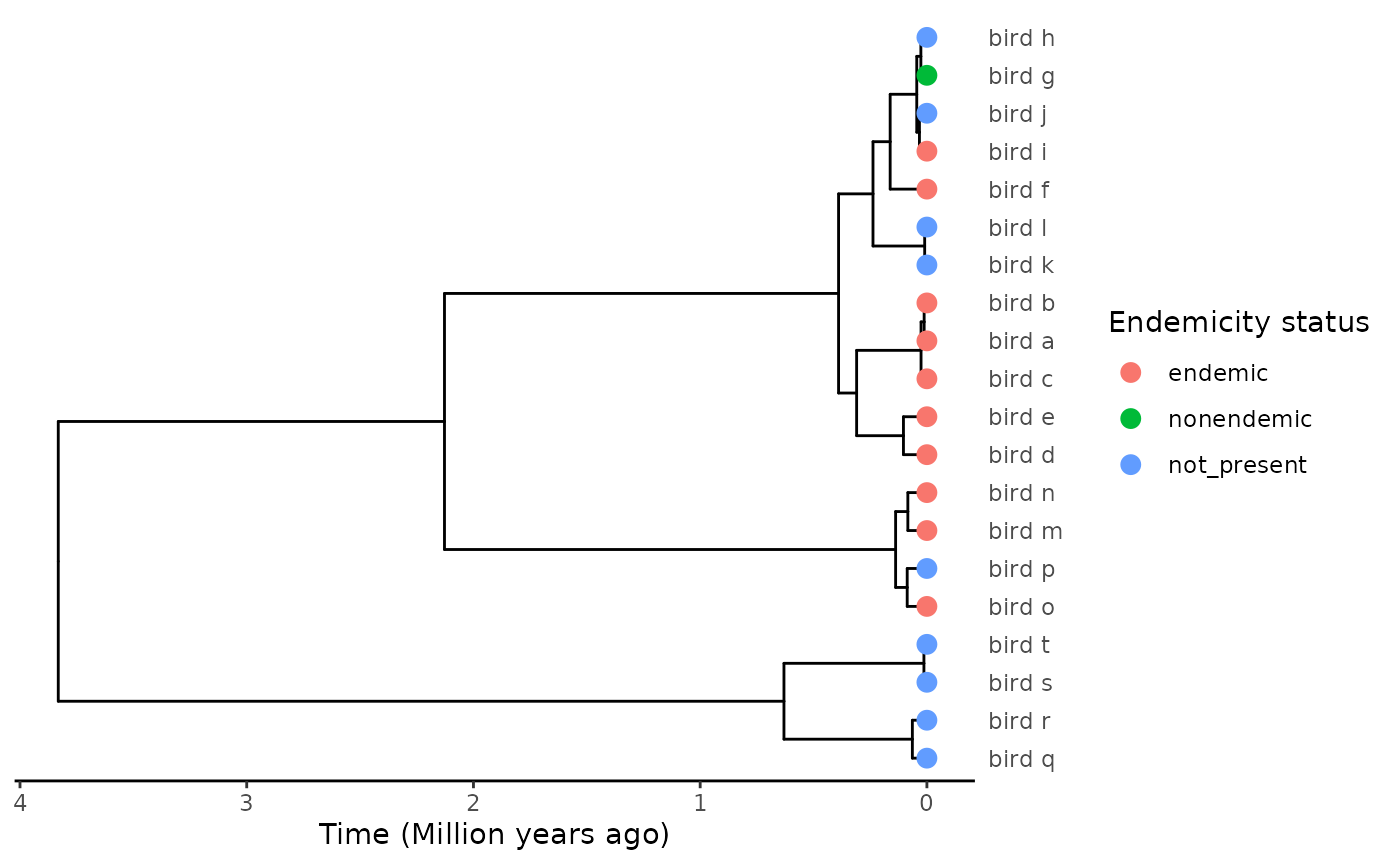 bird h
bird g
bird j
bird i
bird f
bird l
bird k
bird b
bird a
bird c
bird e
bird d
bird n
bird m
bird p
bird o
bird t
bird s
bird r
bird q
Endemicity status
endemic
nonendemic
not_present
4 3 2 1 0
Time (Million years ago)